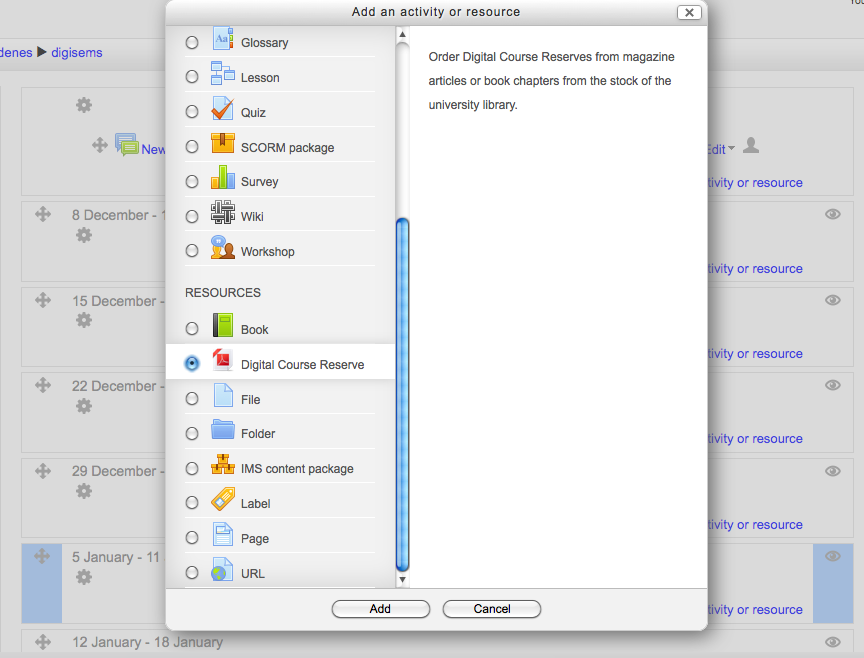 Add an activity or resource
denes ▶ digisems
Glossary
Lesson
Quiz
SCORM package
Survey
Wiki
Workshop
RESOURCES
Book
Digital Course Reserve
File
Folder
IMS content package
Label
Page
URL
Order Digital Course Reserves from magazine
articles or book chapters from the stock of the
university library.
Add
Cancel
New
Edit
tivity or resource
8 December - 1
tivity or resource
15 December -
tivity or resource
22 December -
tivity or resource
29 December -
tivity or resource
5 January - 11
tivity or resource
12 January - 18 January